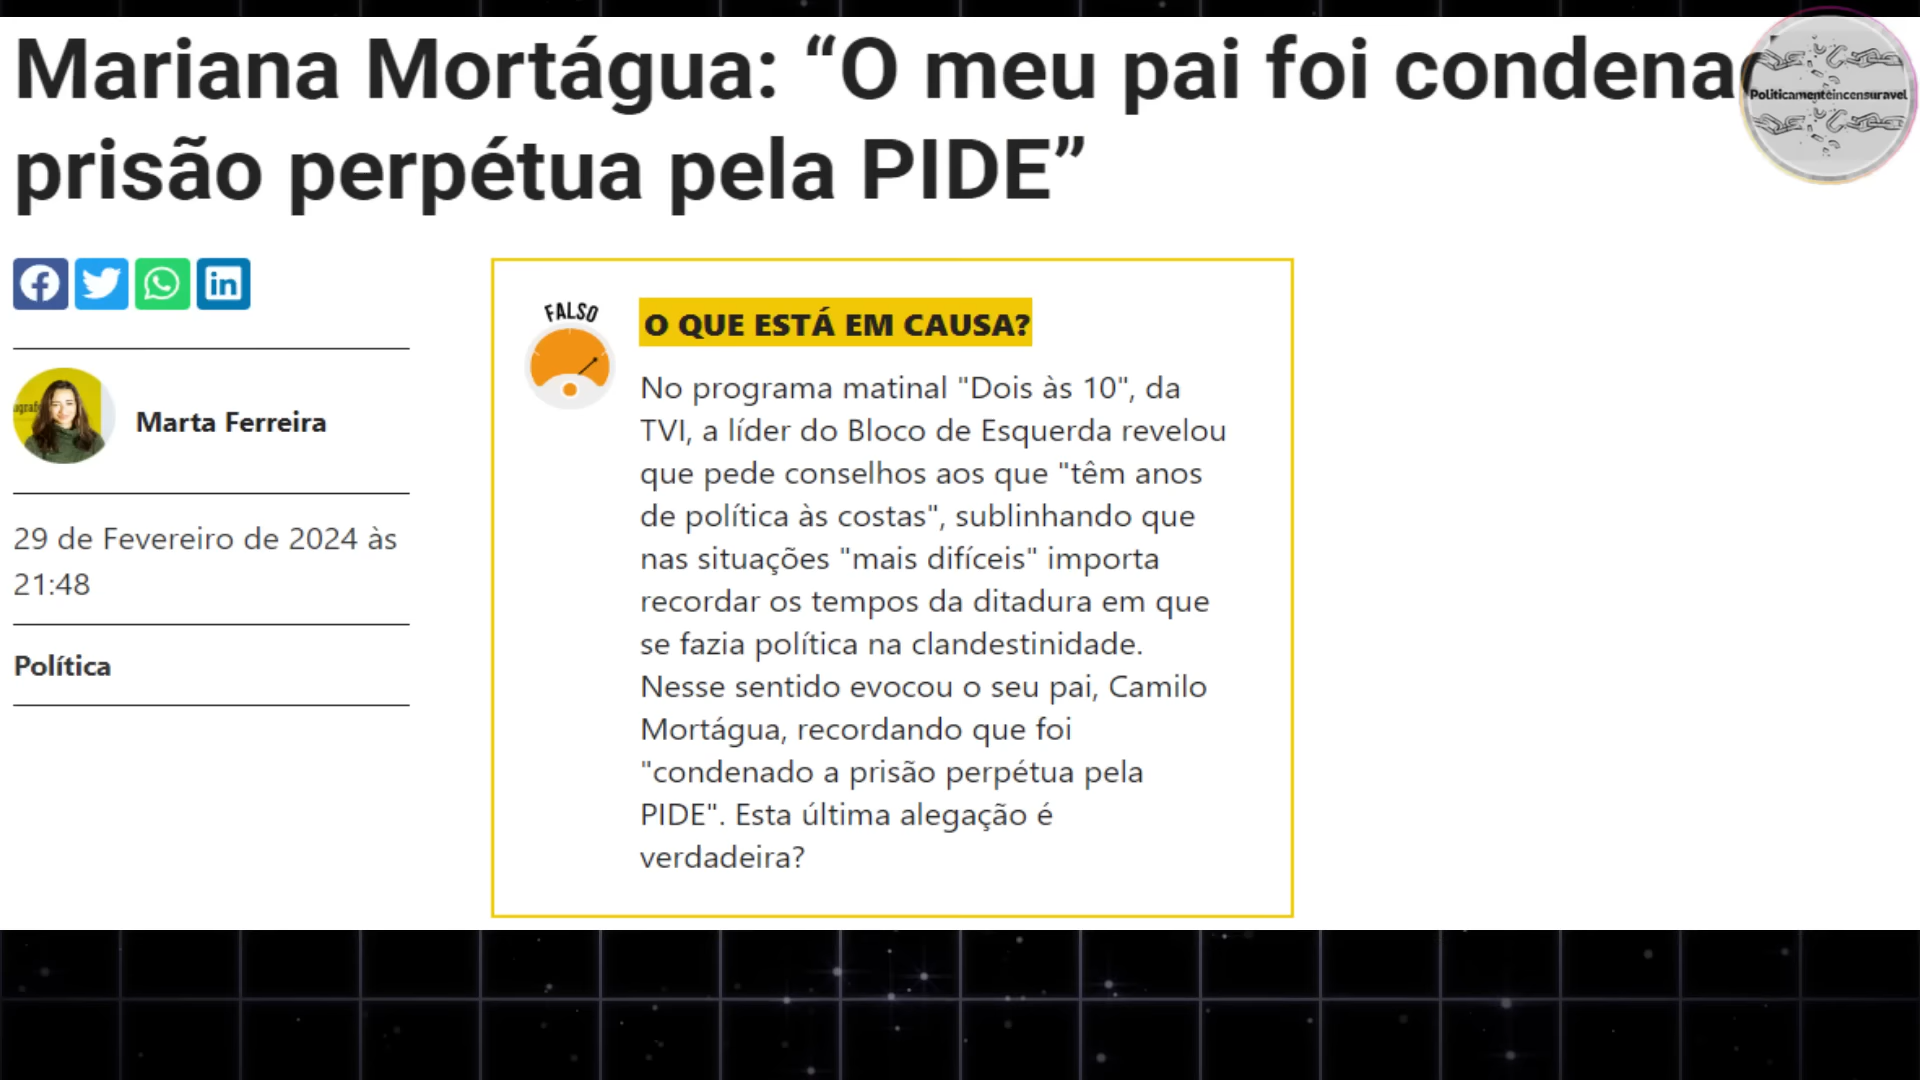 Mariana Mortágua: “O meu pai foi condena
prisão perpétua pela PIDE”
Politicamenteincensuravel
FALSO
O QUE ESTÁ EM CAUSA?
No programa matinal "Dois às 10", da
TVI, a líder do Bloco de Esquerda revelou
que pede conselhos aos que "têm anos
de política às costas", sublinhando que
nas situações "mais difíceis" importa
recordar os tempos da ditadura em que
se fazia política na clandestinidade.
Nesse sentido evocou o seu pai, Camilo
Mortágua, recordando que foi
"condenado a prisão perpétua pela
PIDE". Esta última alegação é
verdadeira?
Marta Ferreira
29 de Fevereiro de 2024 às
21:48
Política